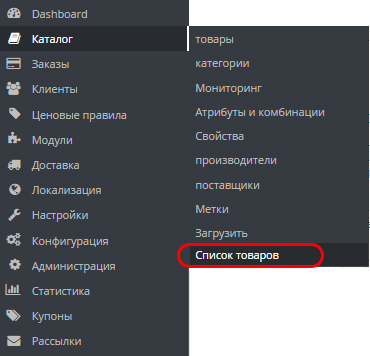 Dashboard
Каталог
Заказы
Клиенты
Ценовые правила
Модули
Доставка
Локализация
Настройки
Конфигурация
Администрация
Статистика
Купоны
Рассылки
товары
категории
Мониторинг
Атрибуты и комбинации
Свойства
производители
поставщики
Метки
Загрузить
Список товаров